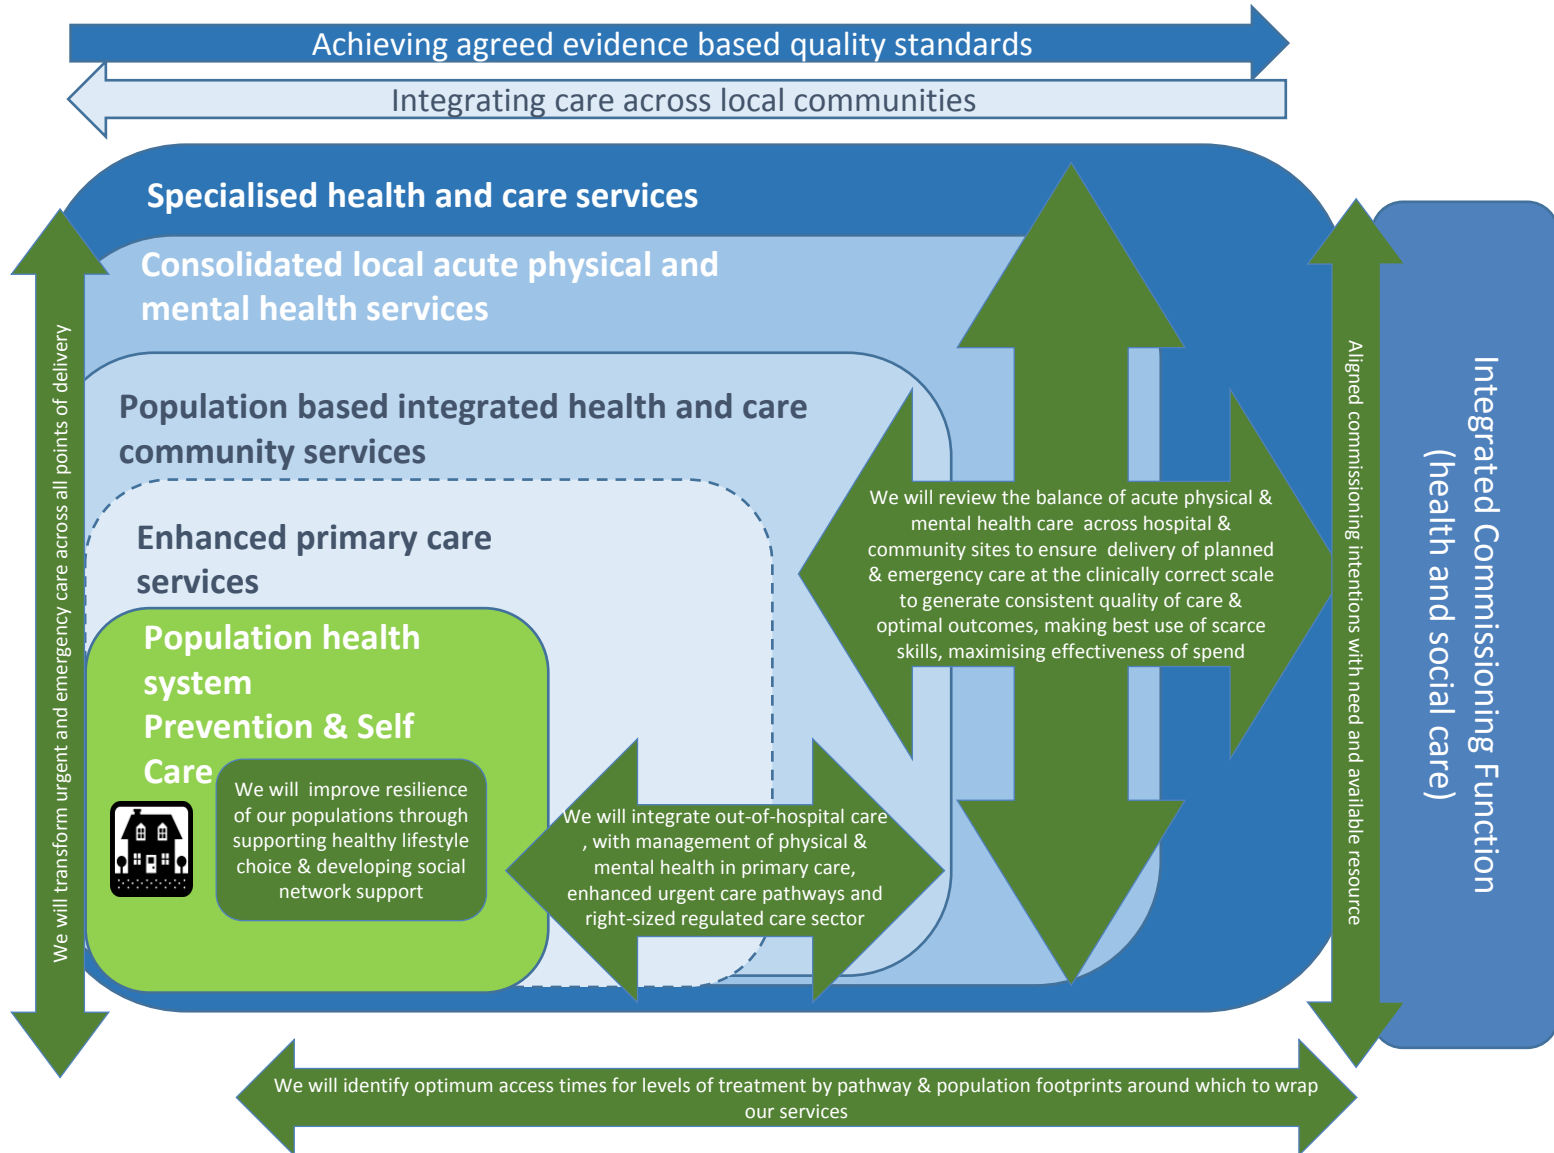 Achieving agreed evidence based quality standards
Integrating care across local communities
Specialised health and care services
Consolidated local acute physical and
mental health services
Population based integrated health and care
community services
Enhanced primary care
services
Population health
system
Prevention & Self
Care
We will  improve resilience
of our populations through
supporting healthy lifestyle
choice & developing social
network support
We will integrate out-of-hospital care
, with management of physical &
mental health in primary care,
enhanced urgent care pathways and
right-sized regulated care sector
We will review the balance of acute physical &
mental health care  across hospital &
community sites to ensure  delivery of planned
& emergency care at the clinically correct scale
to generate consistent quality of care &
optimal outcomes, making best use of scarce
skills, maximising effectiveness of spend
We will transform urgent and emergency care across all points of delivery
Aligned commissioning intentions with need and available resource
Integrated Commissioning Function
(health and social care)
We will identify optimum access times for levels of treatment by pathway & population footprints around which to wrap
our services